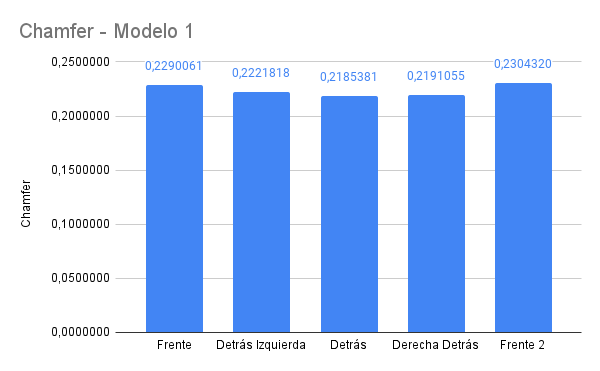 Chamfer - Modelo 1
0,2290061
0,2221818
0,2185381
0,2191055
0,2304320
0,2500000
0,2000000
0,1500000
0,1000000
0,0500000
0,0000000
Chamfer
Frente
Detrás Izquierda
Detrás
Derecha Detrás
Frente 2